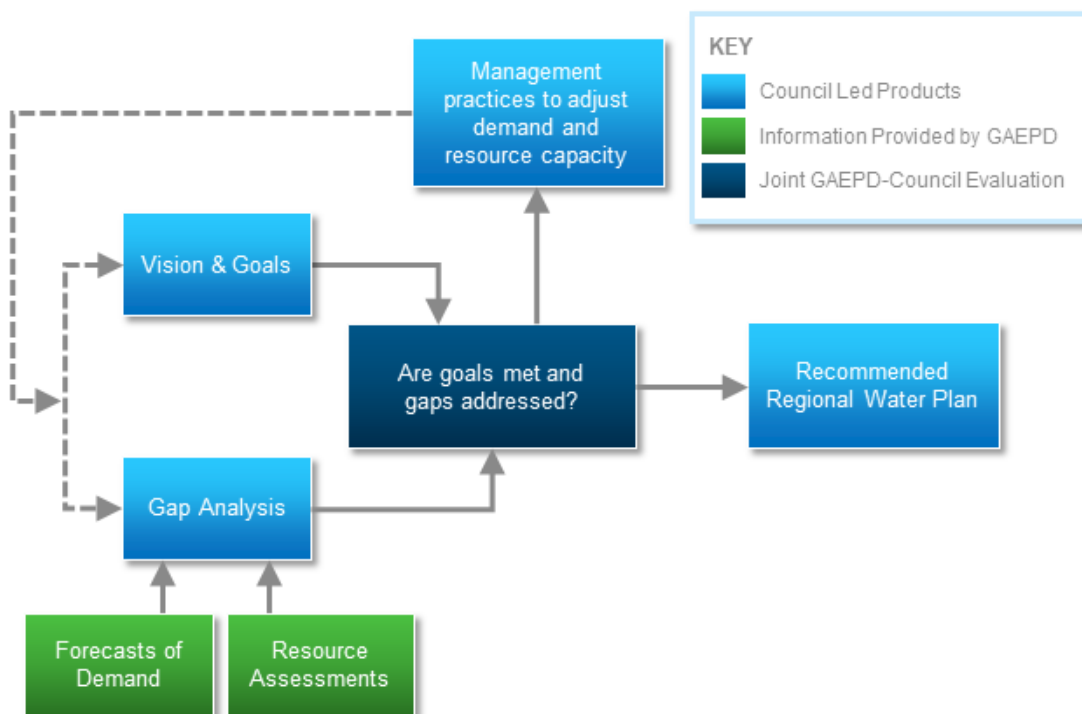 Management
practices to adjust
demand and
resource capacity
KEY
Council Led Products
Information Provided by GAEPD
Joint GAEPD-Council Evaluation
Vision & Goals
Are goals met and
gaps addressed?
Recommended
Regional Water Plan
Gap Analysis
Forecasts of
Demand
Resource
Assessments